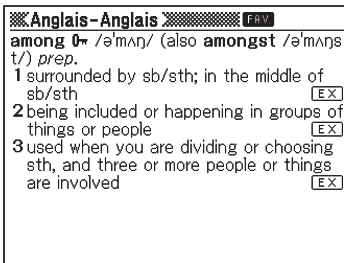 Anglais-Anglais FAV.
among /ə'mʌŋ/ (also amongst /ə'mʌŋs
t/) prep.
1 surrounded by sb/sth; in the middle of
sb/sth EX
2 being included or happening in groups of
things or people EX
3 used when you are dividing or choosing
sth, and three or more people or things
are involved EX